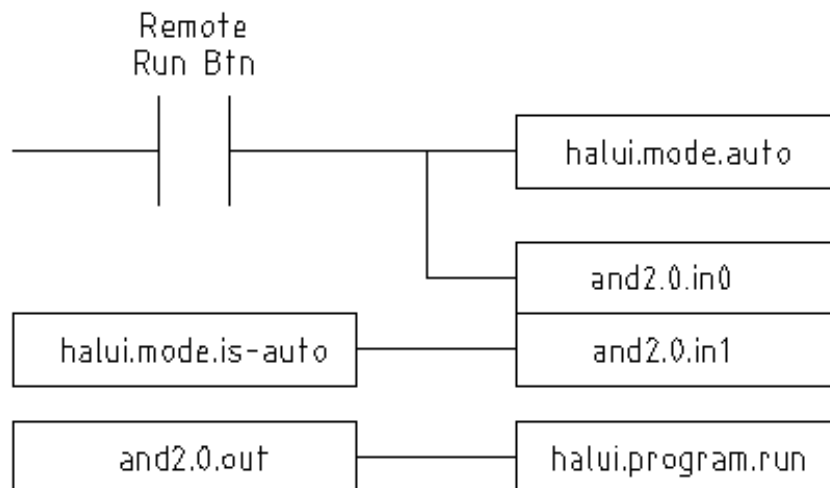 Remote
Run Btn
halui.mode.auto
and2.0.in0
halui.mode.is-auto
and2.0.in1
and2.0.out
halui.program.run